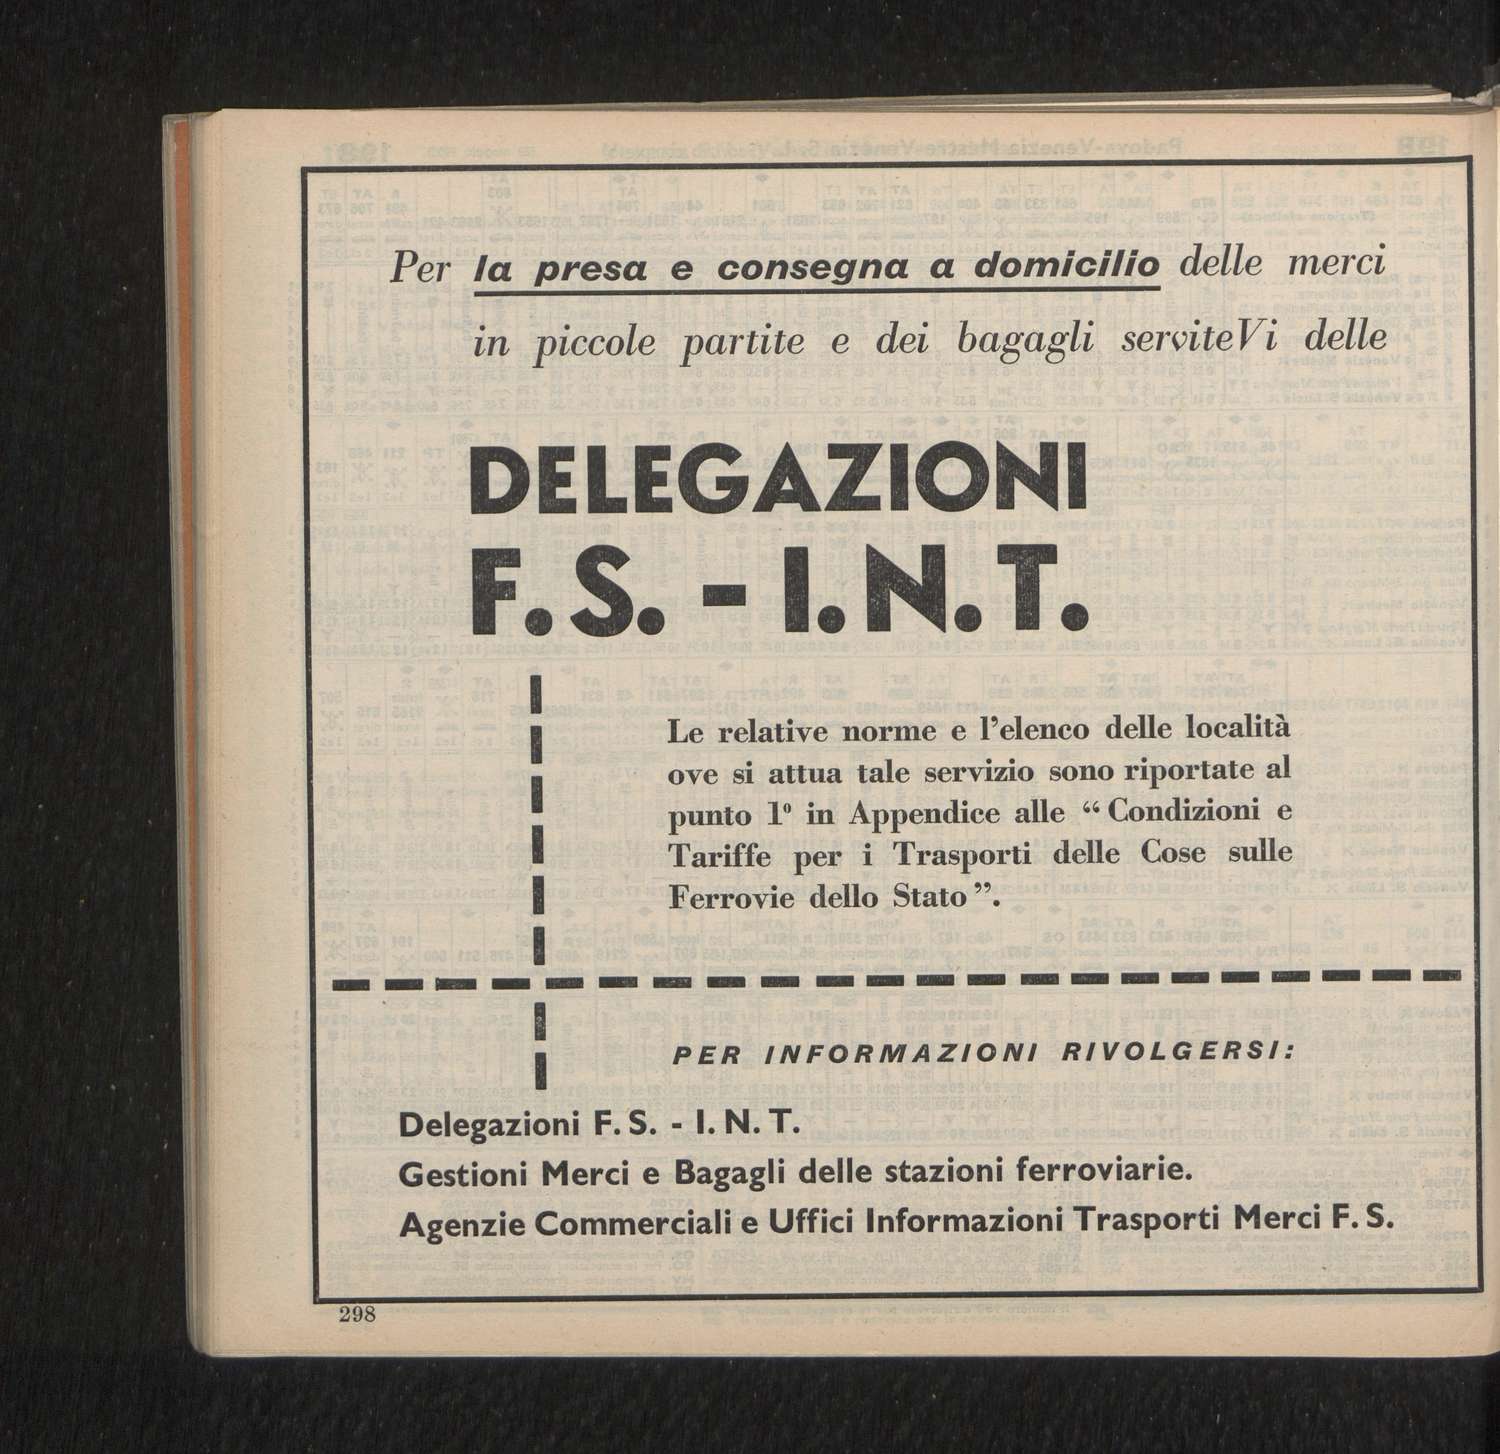 Per la presa e consegna a domicilio delle merci
in piccole partite e dei bagagli serviteVi delle
DELEGAZIONI
F.S. - I.N.T.
Le relative norme e l'elenco delle località
ove si attua tale servizio sono riportate al
punto 1º in Appendice alle “ Condizioni e
Tariffe per i Trasporti delle Cose sulle
Ferrovie dello Stato ”.
PER INFORMAZIONI RIVOLGERSI:
Delegazioni F. S. - I. N. T.
Gestioni Merci e Bagagli delle stazioni ferroviarie.
Agenzie Commerciali e Uffici Informazioni Trasporti Merci F. S.
298